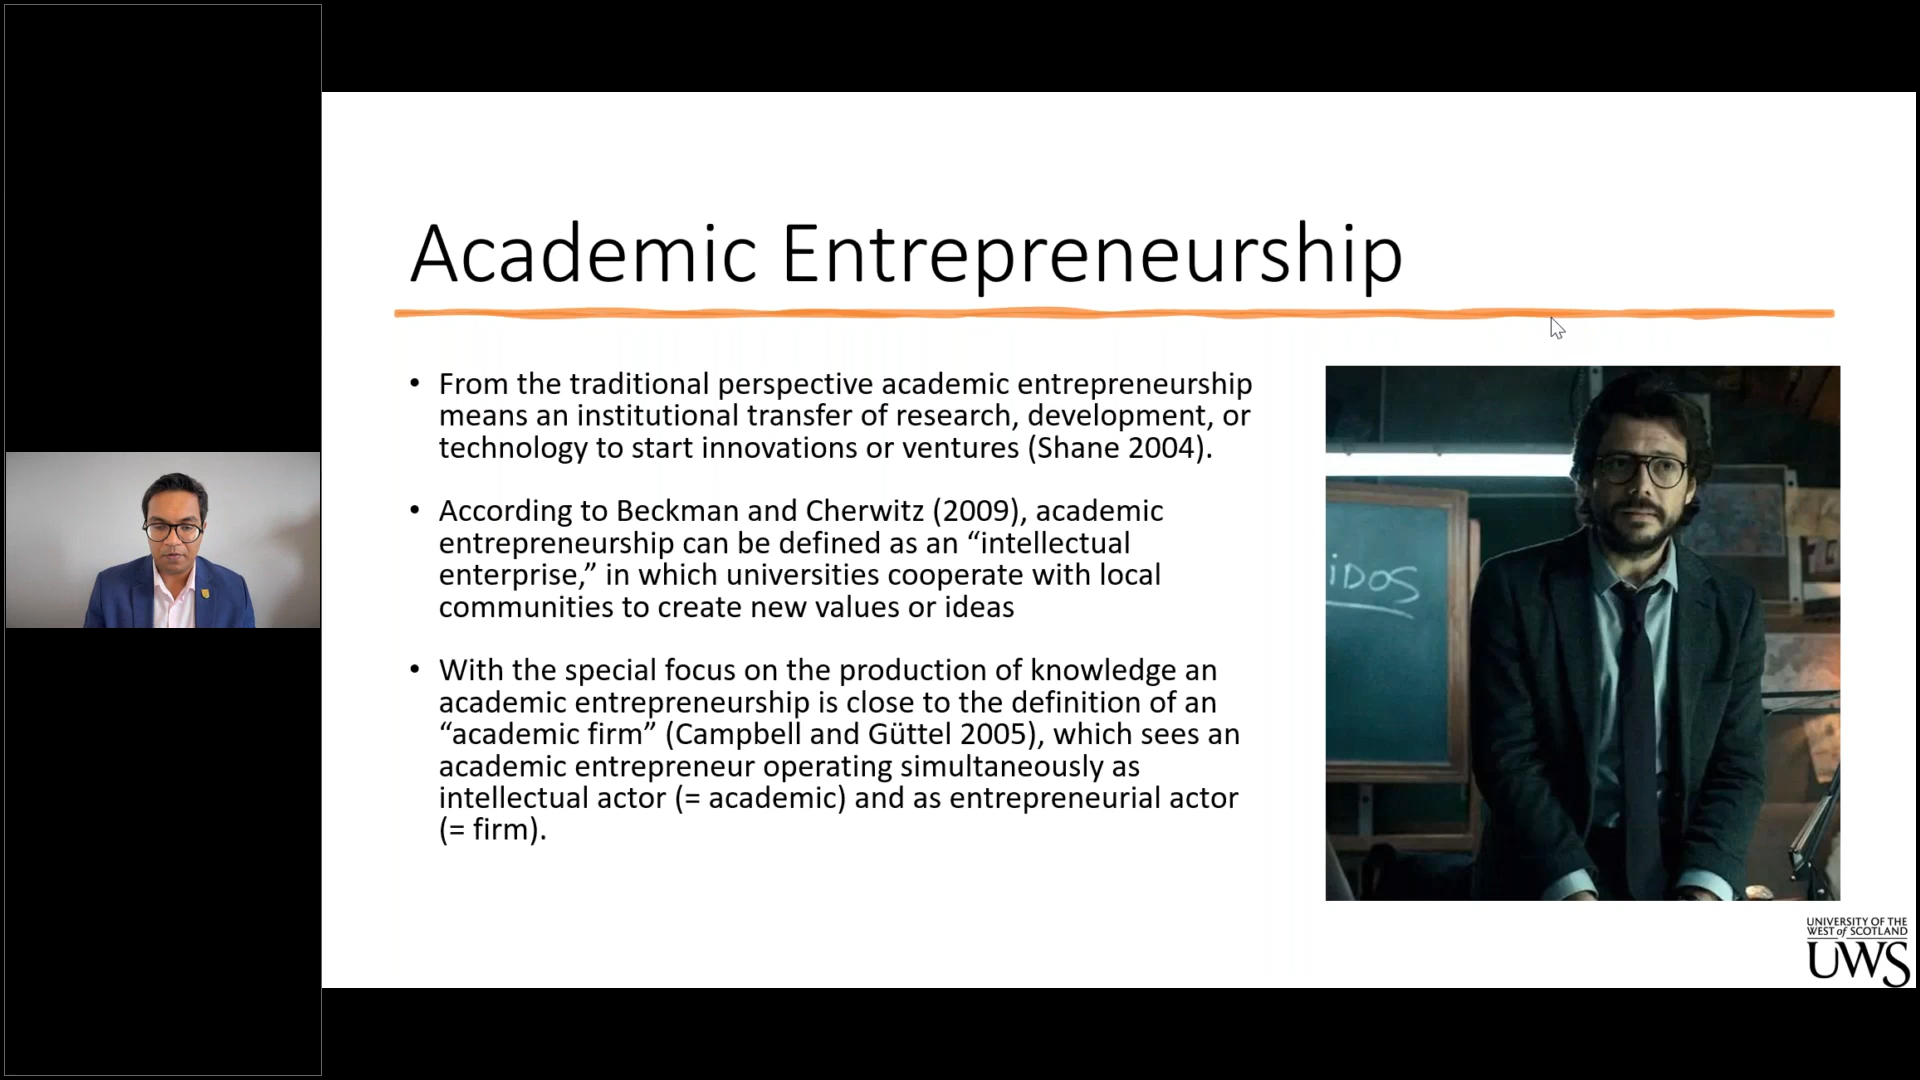 Academic Entrepreneurship
• From the traditional perspective academic entrepreneurship
means an institutional transfer of research, development, or
technology to start innovations or ventures (Shane 2004).
• According to Beckman and Cherwitz (2009), academic
entrepreneurship can be defined as an “intellectual
enterprise,” in which universities cooperate with local
communities to create new values or ideas
• With the special focus on the production of knowledge an
academic entrepreneurship is close to the definition of an
“academic firm” (Campbell and Güttel 2005), which sees an
academic entrepreneur operating simultaneously as
intellectual actor (= academic) and as entrepreneurial actor
(= firm).
iDOS
UNIVERSITY OF THE
WEST of SCOTLAND
UWS